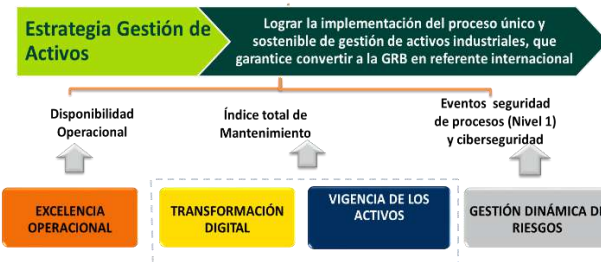 Estrategia Gestión de
Activos
Lograr la implementación del proceso único y
sostenible de gestión de activos industriales, que
garantice convertir a la GRB en referente internacional
Disponibilidad
Operacional
Índice total de
Mantenimiento
Eventos seguridad
de procesos (Nivel 1)
y ciberseguridad
EXCELENCIA
OPERACIONAL
TRANSFORMACIÓN
DIGITAL
VIGENCIA DE LOS
ACTIVOS
GESTIÓN DINÁMICA DE
RIESGOS